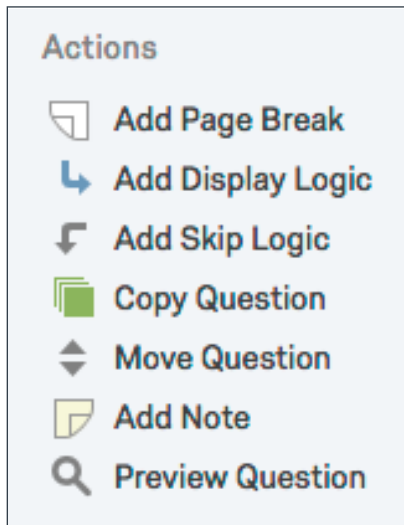 Actions
Add Page Break
Add Display Logic
Add Skip Logic
Copy Question
Move Question
Add Note
Preview Question